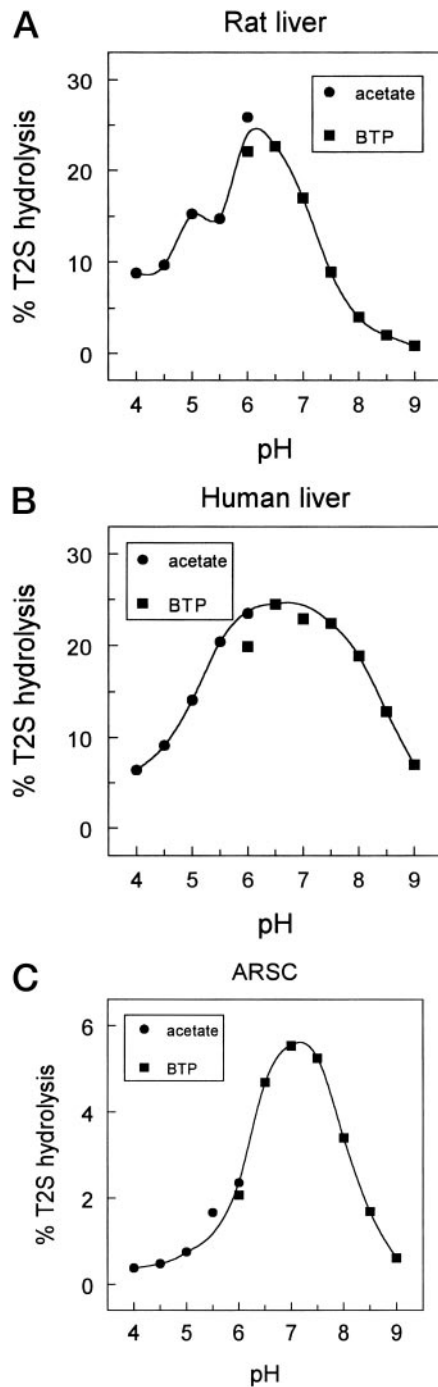 A
Rat liver
% T2S hydrolysis
30
20
10
0
acetate
BTP
4 5 6 7 8 9
pH
B
Human liver
% T2S hydrolysis
30
20
10
0
acetate
BTP
4 5 6 7 8 9
pH
C
ARSC
% T2S hydrolysis
6
4
2
0
acetate
BTP
4 5 6 7 8 9
pH